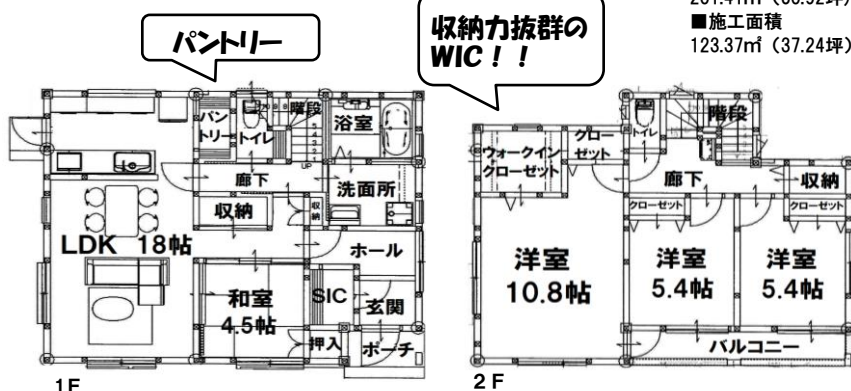 パントリー
収納力抜群の
WIC！！
■施工面積
123.37㎡（37.24坪）
パン
トリー
トイレ
階段
浴室
廊下
洗面所
収納
収納
UP
LDK 18帖
ホール
和室
4.5帖
SIC
玄関
押入
ポーチ
1F
ウォークイン
クローゼット
クロー
ゼット
トイレ
階段
廊下
収納
クローゼット
クローゼット
洋室
10.8帖
洋室
5.4帖
洋室
5.4帖
バルコニー
2F